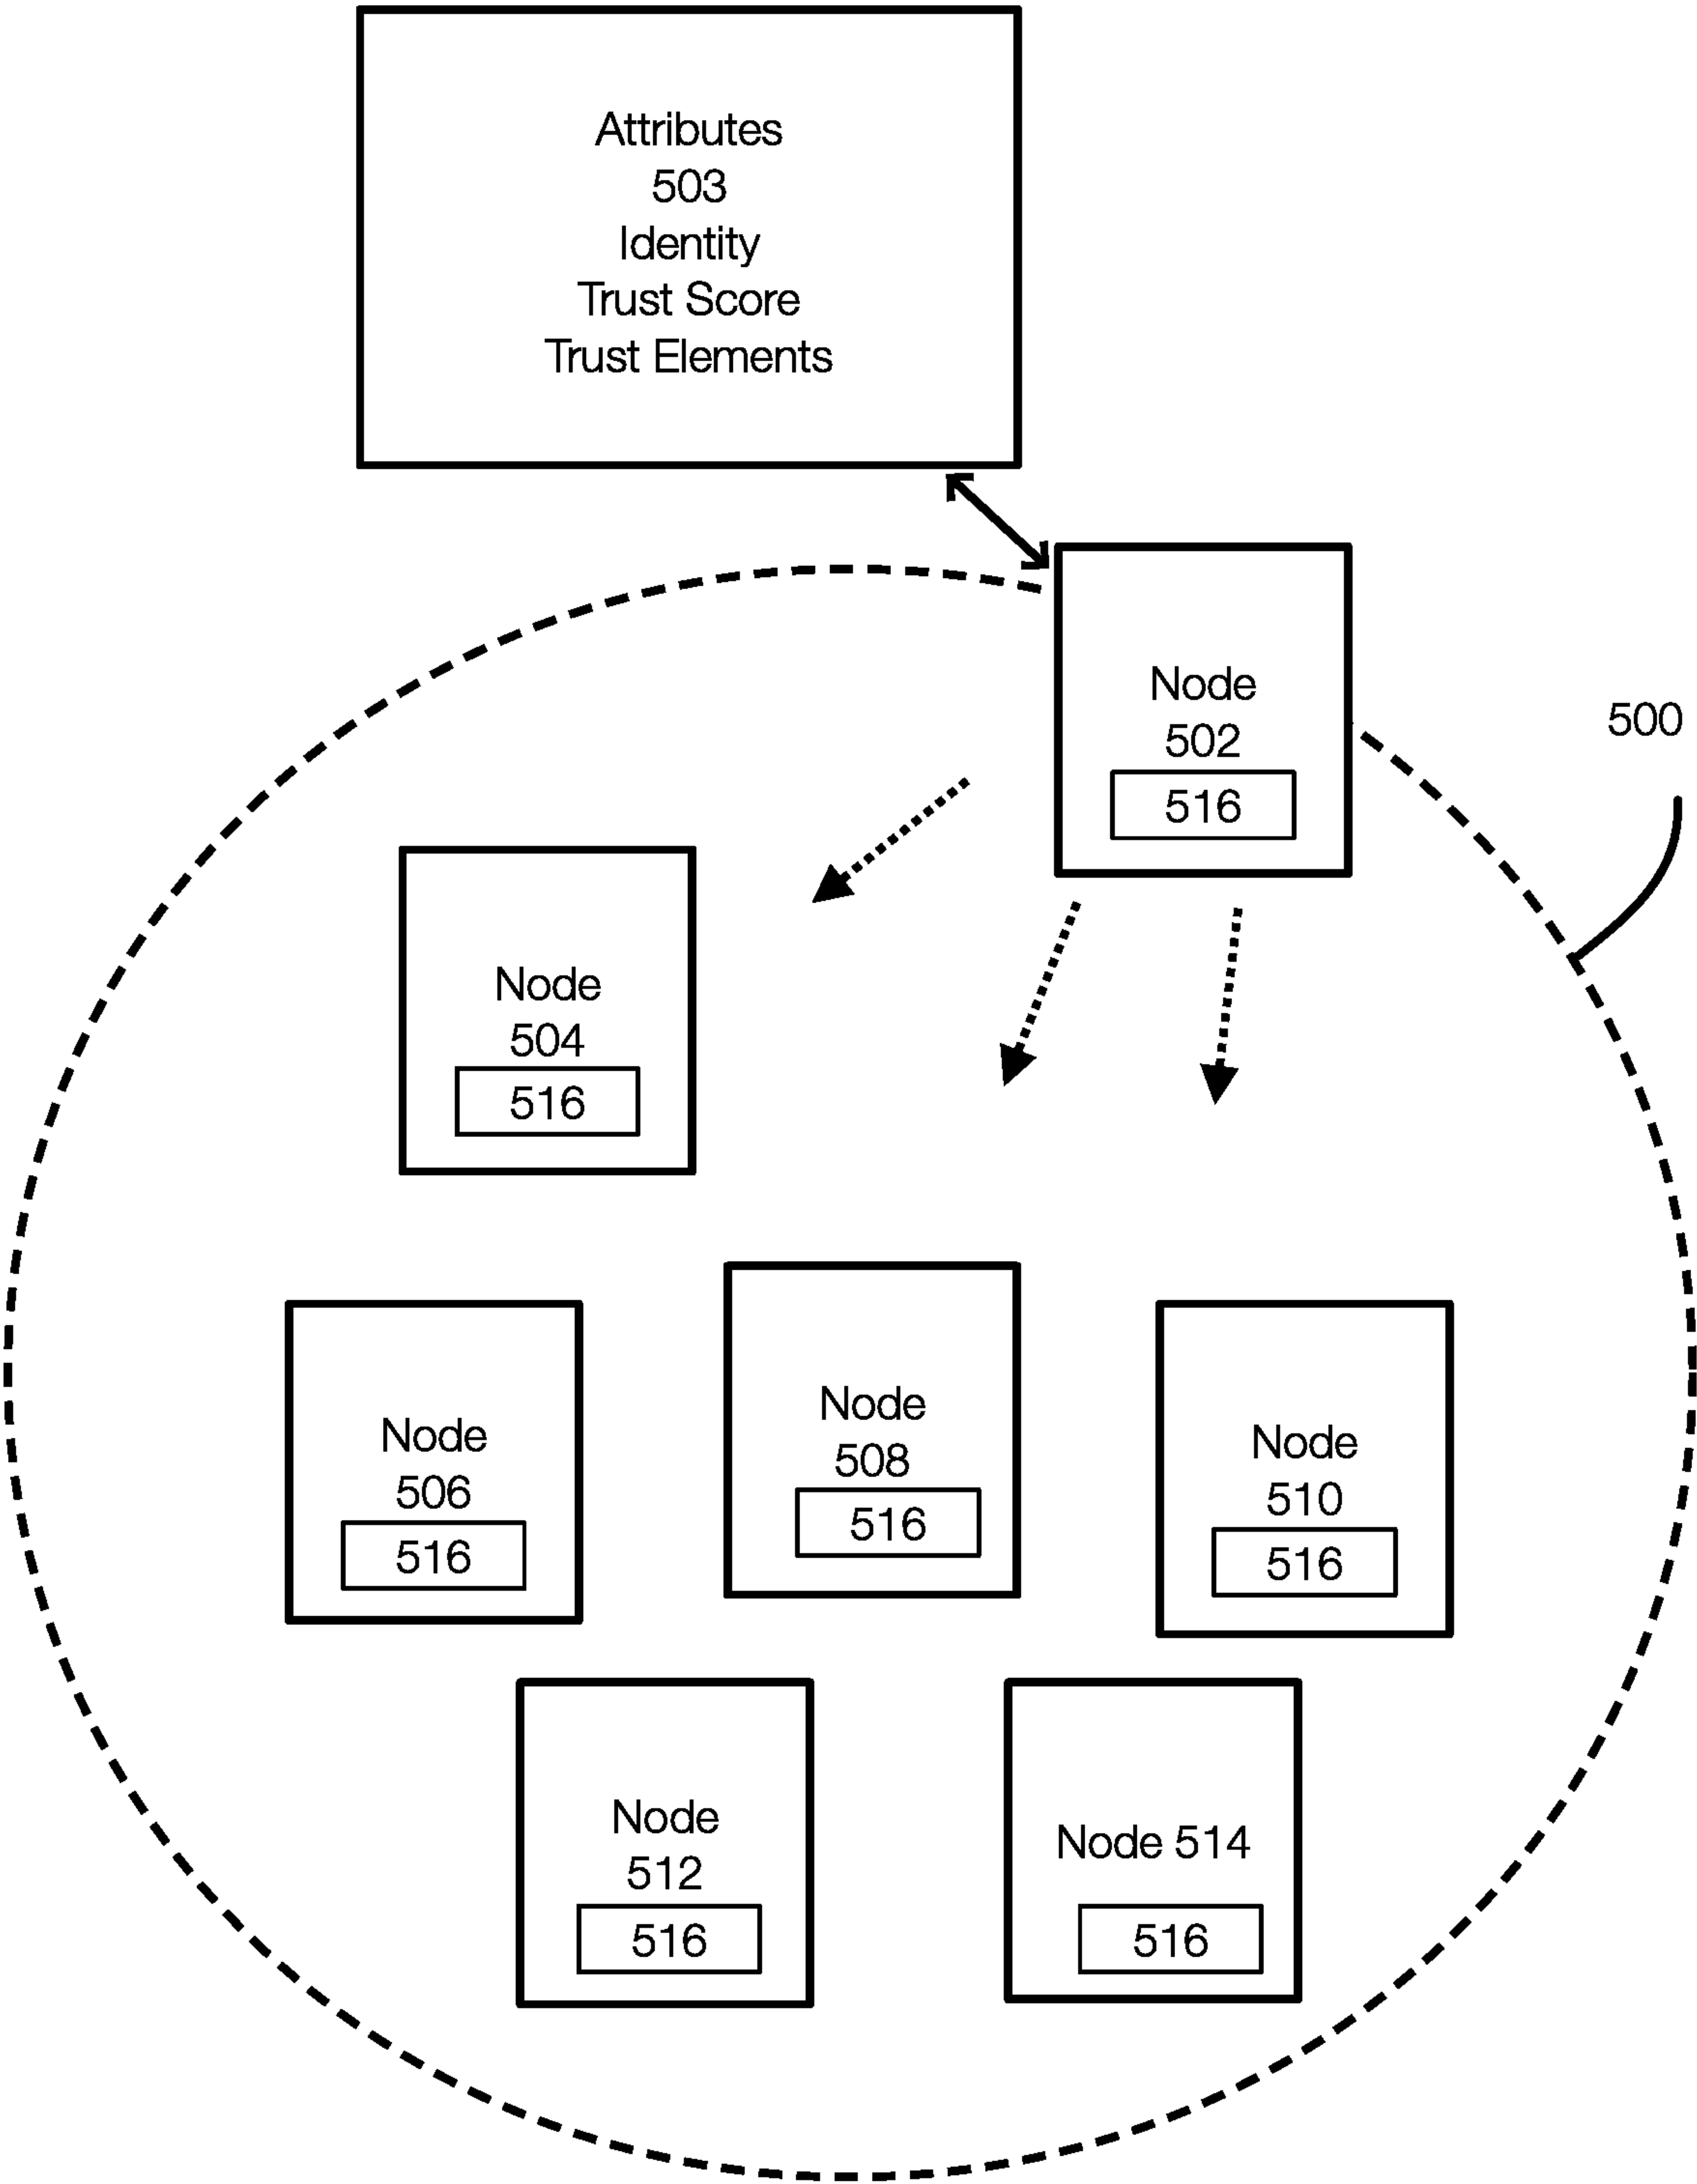 Attributes
503
Identity
Trust Score
Trust Elements
Node
502
516
500
Node
504
516
Node
506
516
Node
508
516
Node
510
516
Node
512
516
Node 514
516